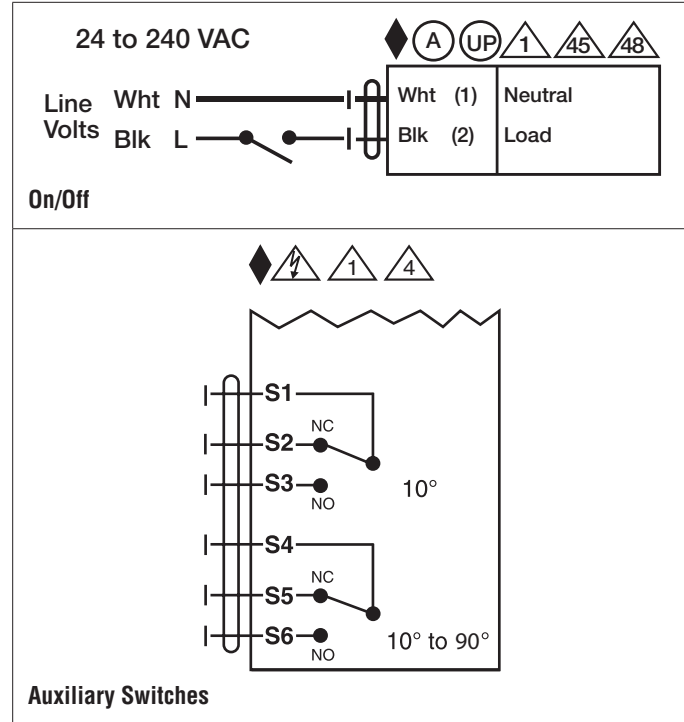 24 to 240 VAC
A UP 1 45 48
Line Volts
Wht N
Blk L
Wht (1) Neutral
Blk (2) Load
On/Off
1 4
S1
NC
S2
S3
NO
10°
S4
NC
S5
S6
NO
10° to 90°
Auxiliary Switches